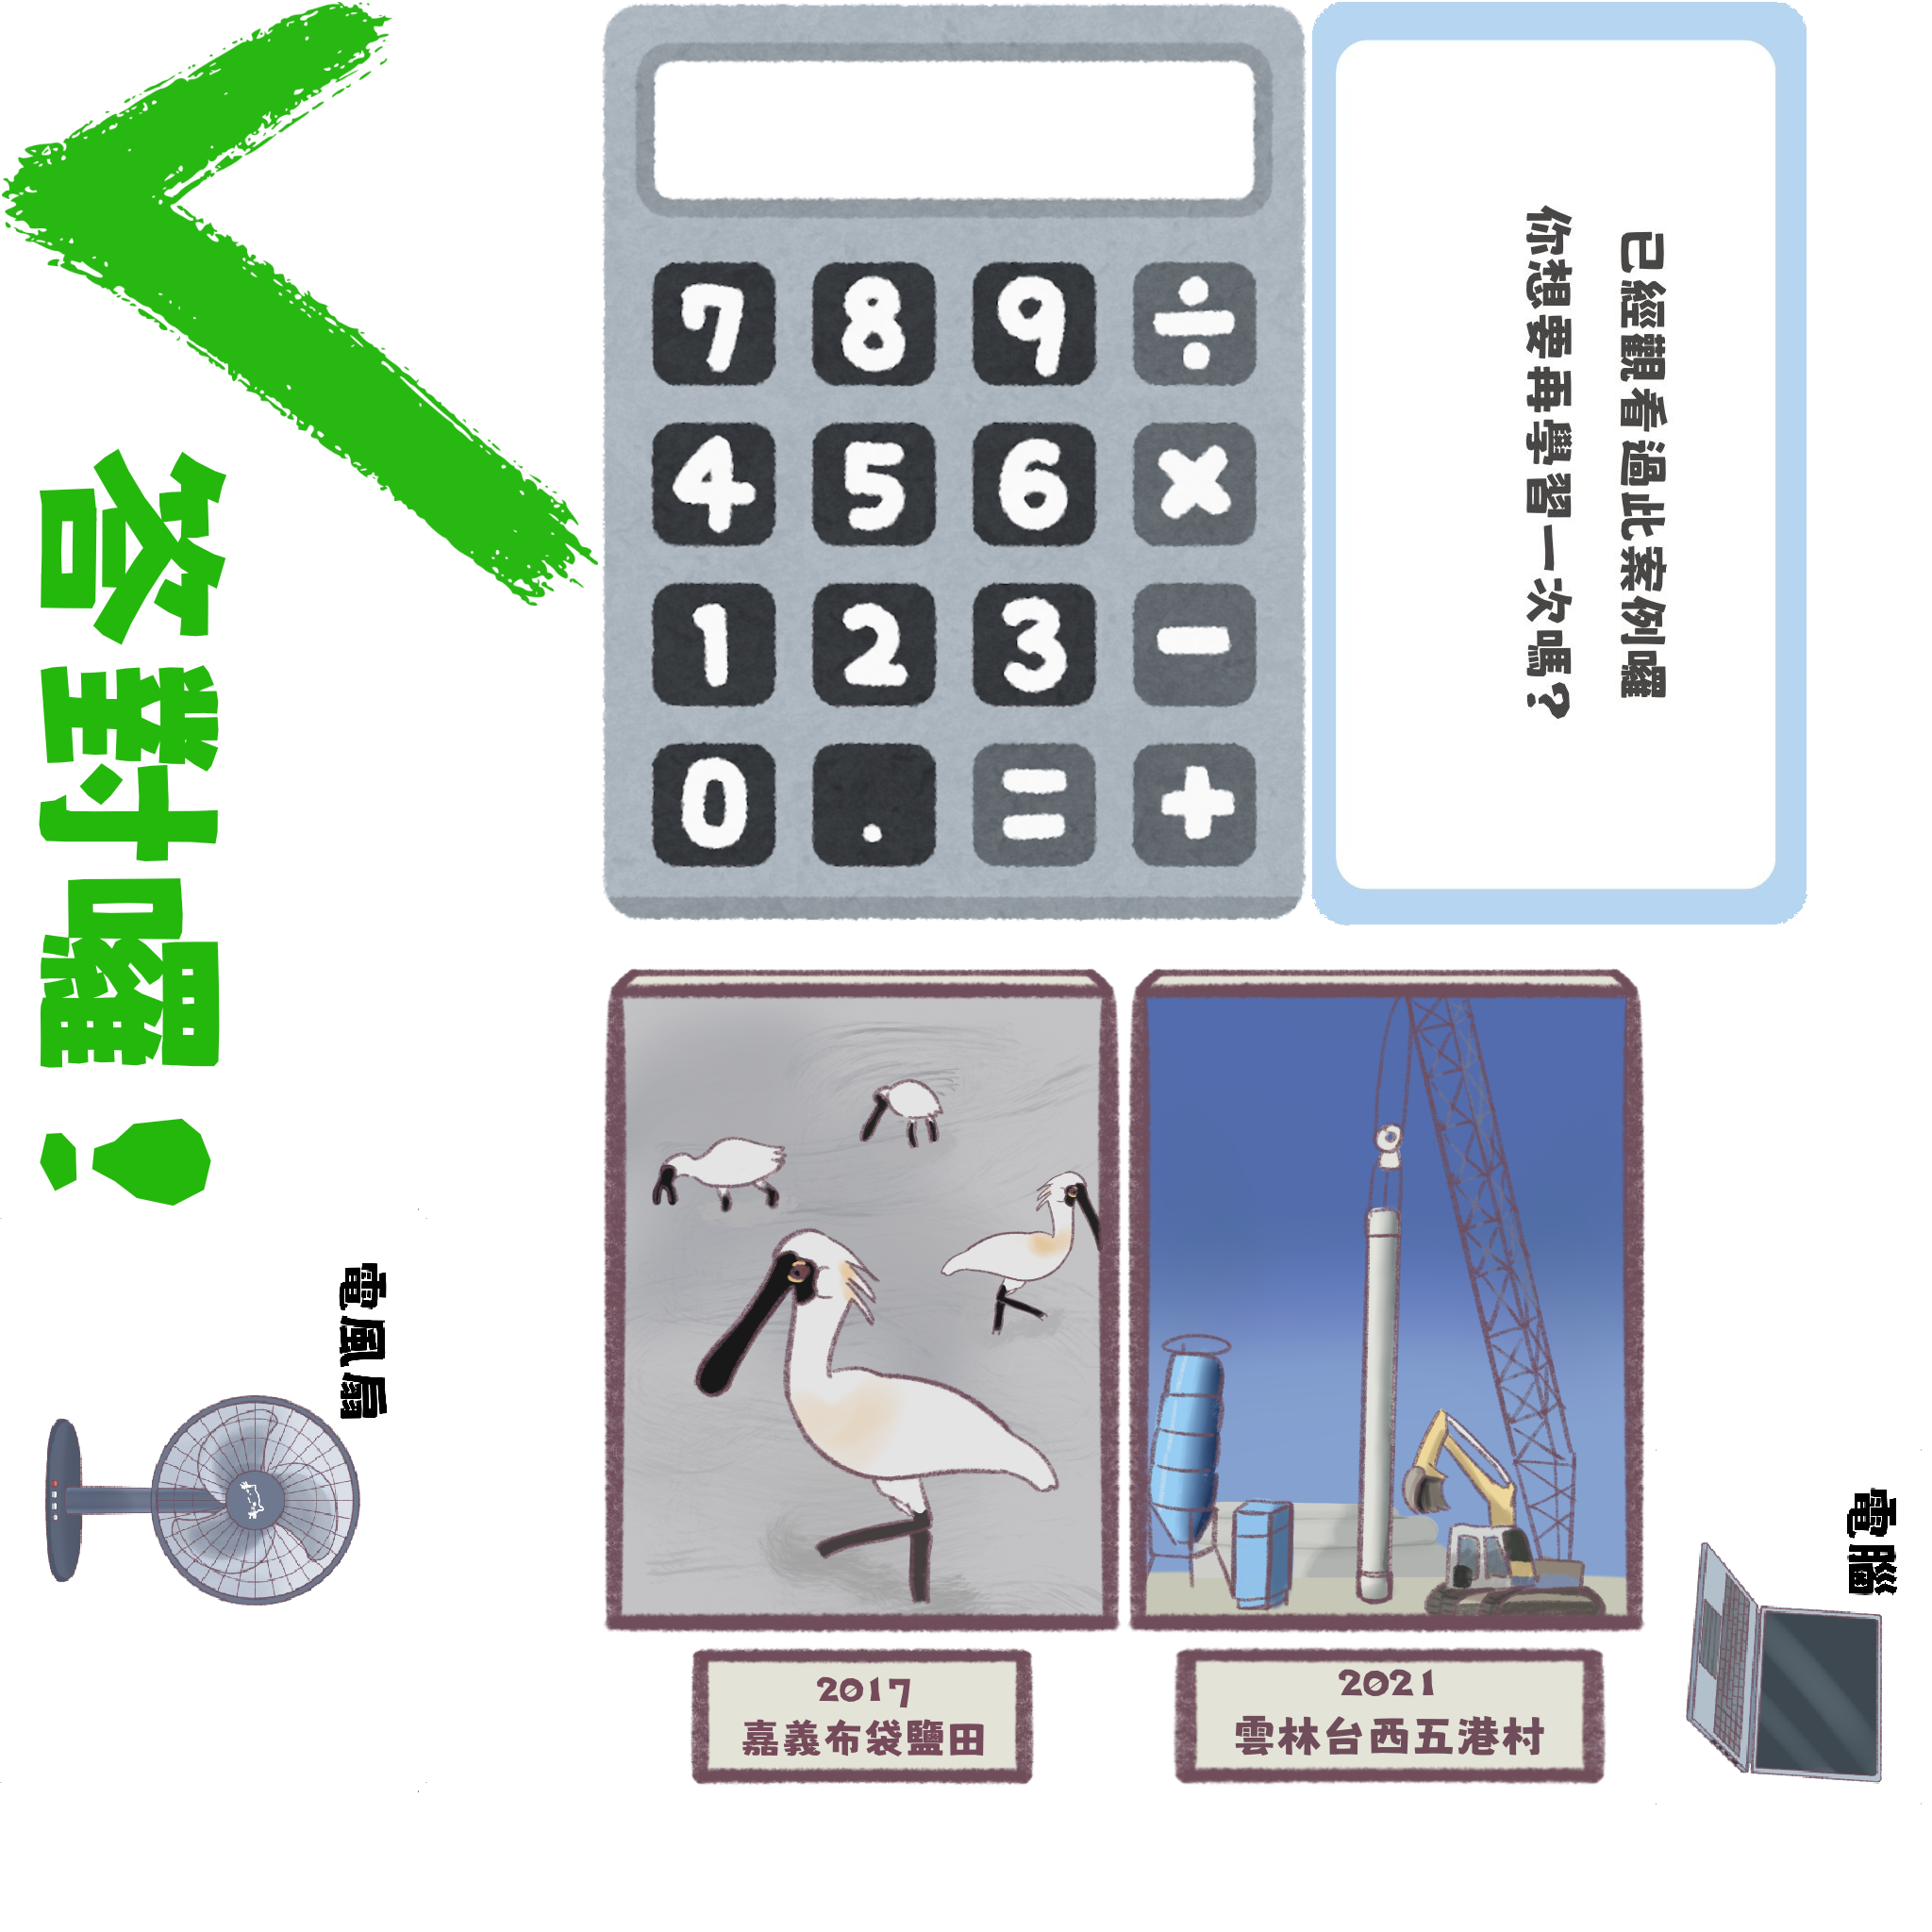 答對囉！
7 8 9 ÷
4 5 6 ×
1 2 3 -
0 . = +
已經觀看過此案例囉
你想要再學習一次嗎？
電風扇
2017
嘉義布袋鹽田
2021
雲林台西五港村
電腦